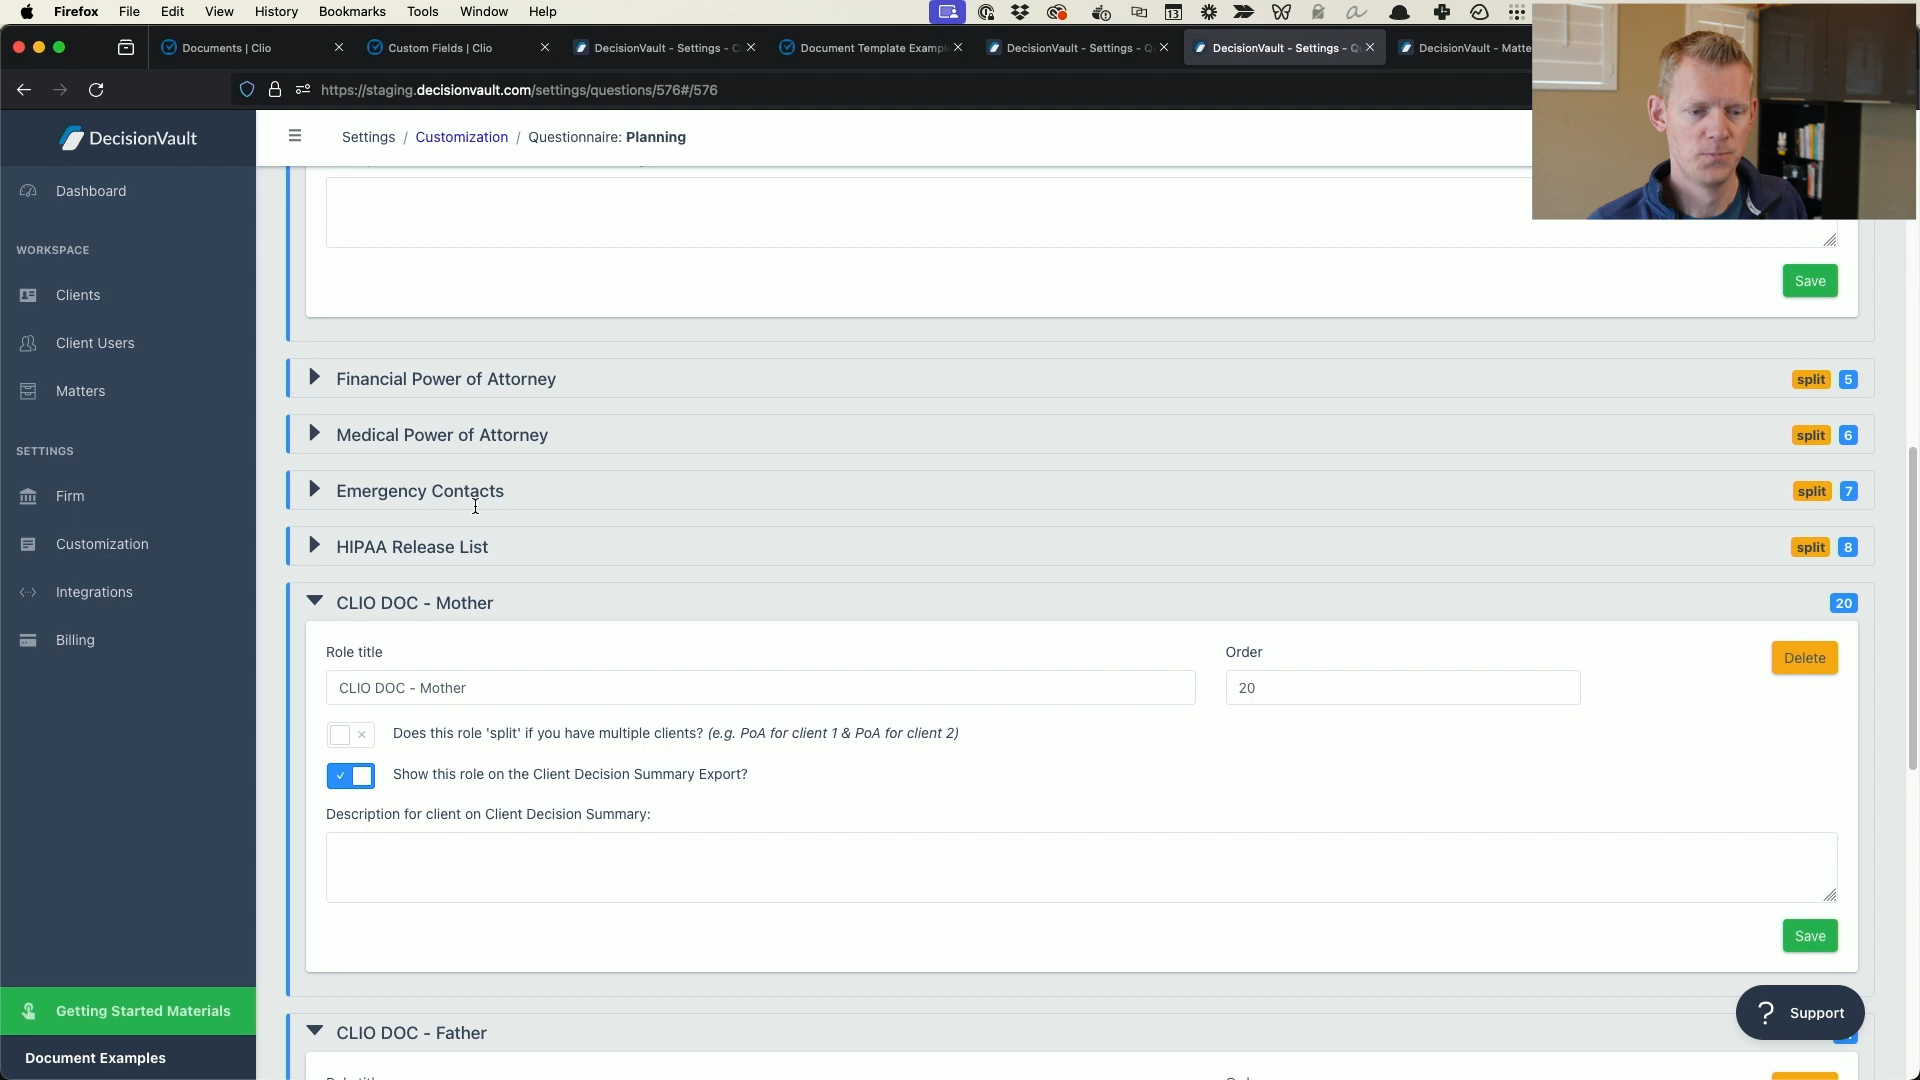 Firefox File Edit View History Bookmarks Tools Window Help
13
Documents | Clio
Custom Fields | Clio
DecisionVault - Settings - C
Document Template Exampl
DecisionVault - Settings - Q
DecisionVault - Settings - Q
DecisionVault - Matte
https://staging.decisionvault.com/settings/questions/576#/576
DecisionVault
Settings / Customization / Questionnaire: Planning
Dashboard
WORKSPACE
Clients
Client Users
Matters
SETTINGS
Firm
Customization
Integrations
Billing
Getting Started Materials
Document Examples
Save
Financial Power of Attorney split 5
Medical Power of Attorney split 6
Emergency Contacts split 7
HIPAA Release List split 8
CLIO DOC - Mother 20
Role title Order
Delete
CLIO DOC - Mother 20
Does this role 'split' if you have multiple clients? (e.g. PoA for client 1 & PoA for client 2)
Show this role on the Client Decision Summary Export?
Description for client on Client Decision Summary:
Save
? Support
CLIO DOC - Father